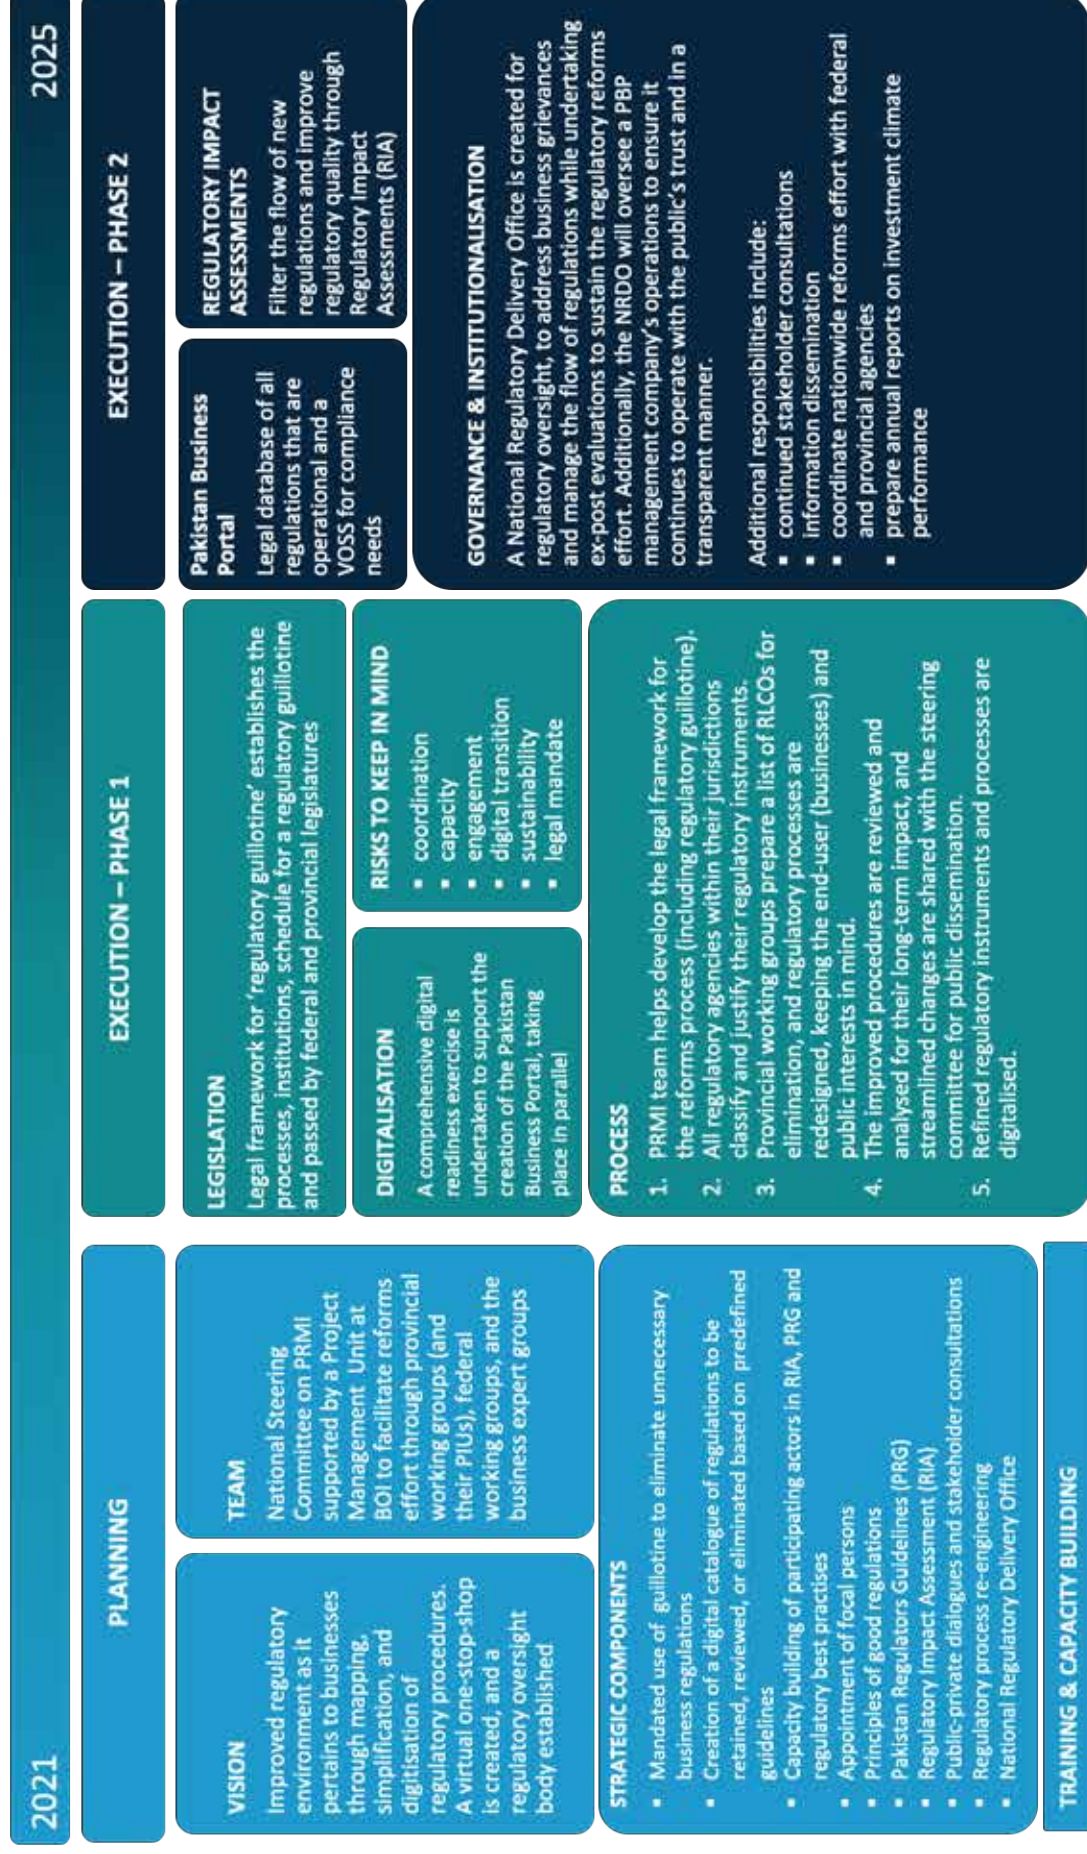 2021
2025
PLANNING
EXECUTION – PHASE 1
EXECUTION – PHASE 2
VISION
Improved regulatory
environment as it
pertains to businesses
through mapping,
simplification, and
digitisation of
regulatory procedures.
A virtual one-stop-shop
is created, and a
regulatory oversight
body established
TEAM
National Steering
Committee on PRMI
supported by a Project
Management Unit at
BOI to facilitate reforms
effort through provincial
working groups (and
their PIUs), federal
working groups, and the
business expert groups
STRATEGIC COMPONENTS
▪ Mandated use of guillotine to eliminate unnecessary
business regulations
▪ Creation of a digital catalogue of regulations to be
retained, reviewed, or eliminated based on predefined
guidelines
▪ Capacity building of participating actors in RIA, PRG and
regulatory best practises
▪ Appointment of focal persons
▪ Principles of good regulations
▪ Pakistan Regulators Guidelines (PRG)
▪ Regulatory Impact Assessment (RIA)
▪ Public-private dialogues and stakeholder consultations
▪ Regulatory process re-engineering
▪ National Regulatory Delivery Office
TRAINING & CAPACITY BUILDING
LEGISLATION
Legal framework for ‘regulatory guillotine’ establishes the
processes, institutions, schedule for a regulatory guillotine
and passed by federal and provincial legislatures
DIGITALISATION
A comprehensive digital
readiness exercise is
undertaken to support the
creation of the Pakistan
Business Portal, taking
place in parallel
RISKS TO KEEP IN MIND
▪ coordination
▪ capacity
▪ engagement
▪ digital transition
▪ sustainability
▪ legal mandate
PROCESS
1. PRMI team helps develop the legal framework for
the reforms process (including regulatory guillotine).
2. All regulatory agencies within their jurisdictions
classify and justify their regulatory instruments.
3. Provincial working groups prepare a list of RLCOs for
elimination, and regulatory processes are
redesigned, keeping the end-user (businesses) and
public interests in mind.
4. The improved procedures are reviewed and
analysed for their long-term impact, and
streamlined changes are shared with the steering
committee for public dissemination.
5. Refined regulatory instruments and processes are
digitalised.
Pakistan Business
Portal
Legal database of all
regulations that are
operational and a
VOSS for compliance
needs
REGULATORY IMPACT
ASSESSMENTS
Filter the flow of new
regulations and improve
regulatory quality through
Regulatory Impact
Assessments (RIA)
GOVERNANCE & INSTITUTIONALISATION
A National Regulatory Delivery Office is created for
regulatory oversight, to address business grievances
and manage the flow of regulations while undertaking
ex-post evaluations to sustain the regulatory reforms
effort. Additionally, the NRDO will oversee a PBP
management company’s operations to ensure it
continues to operate with the public’s trust and in a
transparent manner.
Additional responsibilities include:
▪ continued stakeholder consultations
▪ information dissemination
▪ coordinate nationwide reforms effort with federal
and provincial agencies
▪ prepare annual reports on investment climate
performance